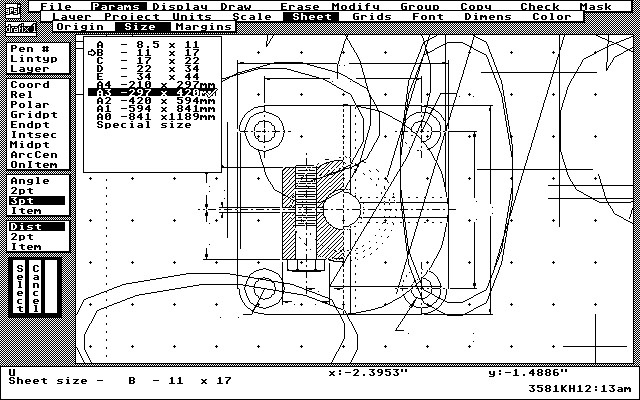 File Params Display Draw Erase Modify Group Copy Check Mask
Layer Project Units Scale Sheet Grids Font Dimens Color
Origin Size Margins
Pen #
Lintyp
Layer
Coord
Rel
Polar
Gridpt
Endpt
Intsec
Midpt
ArcCen
OnItem
Angle
2pt
3pt
Item
Dist
2pt
Item
Select
Cancel
A - 8.5 x 11
B - 11 x 17
C - 17 x 22
D - 22 x 34
E - 34 x 44
A4 -210 x 297mm
A3 -297 x 420mm
A2 -420 x 594mm
A1 -594 x 841mm
A0 -841 x1189mm
Special size
U x:-2.3953" y:-1.4886"
Sheet size - B - 11 x 17
3581KH12:13am